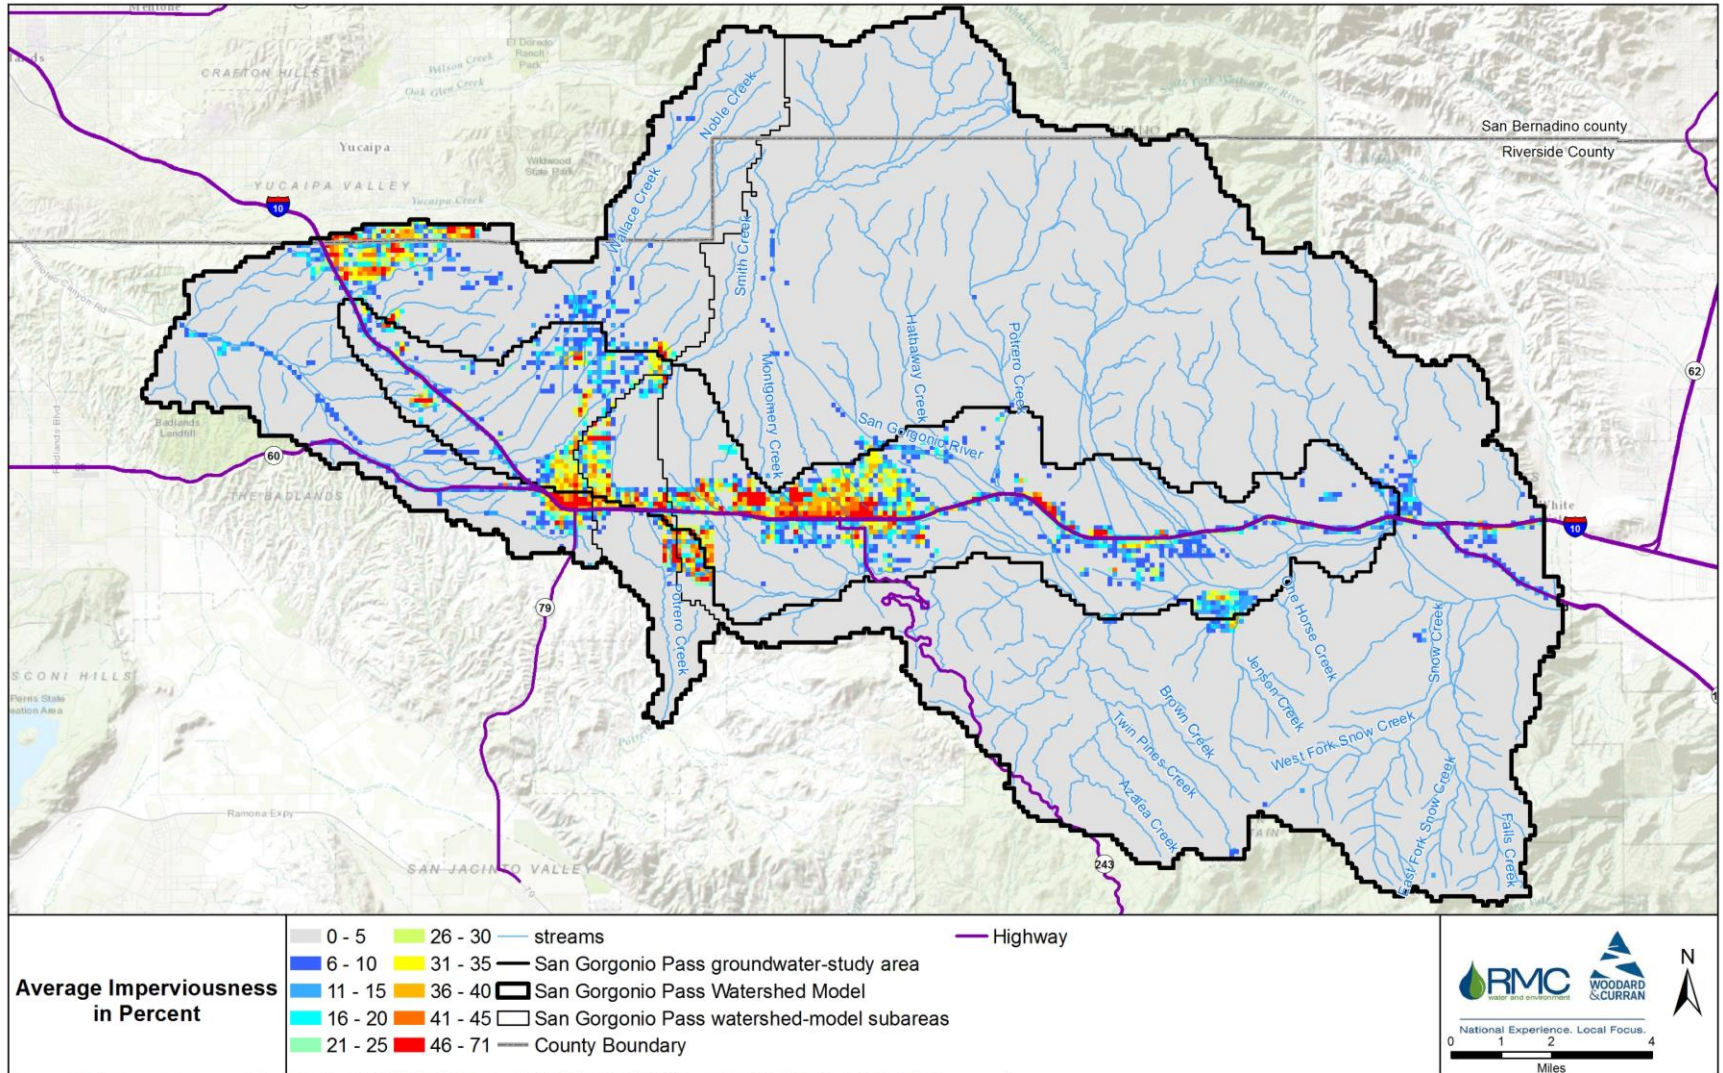 Mentone
El Dorado
Ranch
Park
Wilson Creek
CRAFTON HILLS
Oak Glen Creek
Noble Creek
San Bernadino county
Riverside County
Yucaipa
Wildwood
State Park
YUCAIPA VALLEY
Yucaipa Creek
10
Wallace Creek
Smith Creek
Hathaway Creek
Potrero Creek
Montgomery Creek
San Gorgonio River
62
Badlands
Landfill
60
THE BADLANDS
White
10
79
Potrero Creek
One Horse Creek
Snow Creek
Jenson Creek
Brown Creek
Twin Pines Creek
West Fork Snow Creek
Azalea Creek
East Fork Snow Creek
Falls Creek
Ramona Expy
SAN JACINTO VALLEY
79
243
Average Imperviousness
in Percent
0 - 5
6 - 10
11 - 15
16 - 20
21 - 25
26 - 30
31 - 35
36 - 40
41 - 45
46 - 71
streams
San Gorgonio Pass groundwater-study area
San Gorgonio Pass Watershed Model
San Gorgonio Pass watershed-model subareas
County Boundary
Highway
RMC
water and environment
WOODARD
&CURRAN
National Experience. Local Focus.
N
0 1 2 4
Miles